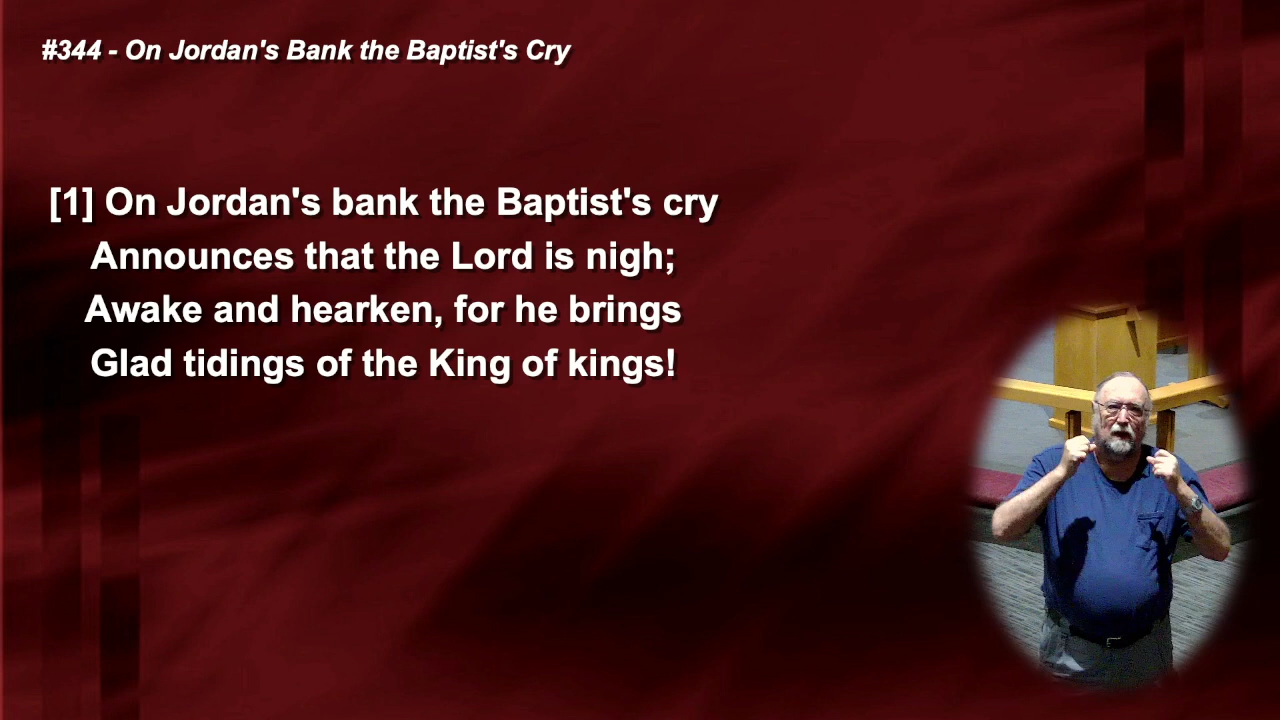 #344 - On Jordan's Bank the Baptist's Cry
[1] On Jordan's bank the Baptist's cry
Announces that the Lord is nigh;
Awake and hearken, for he brings
Glad tidings of the King of kings!